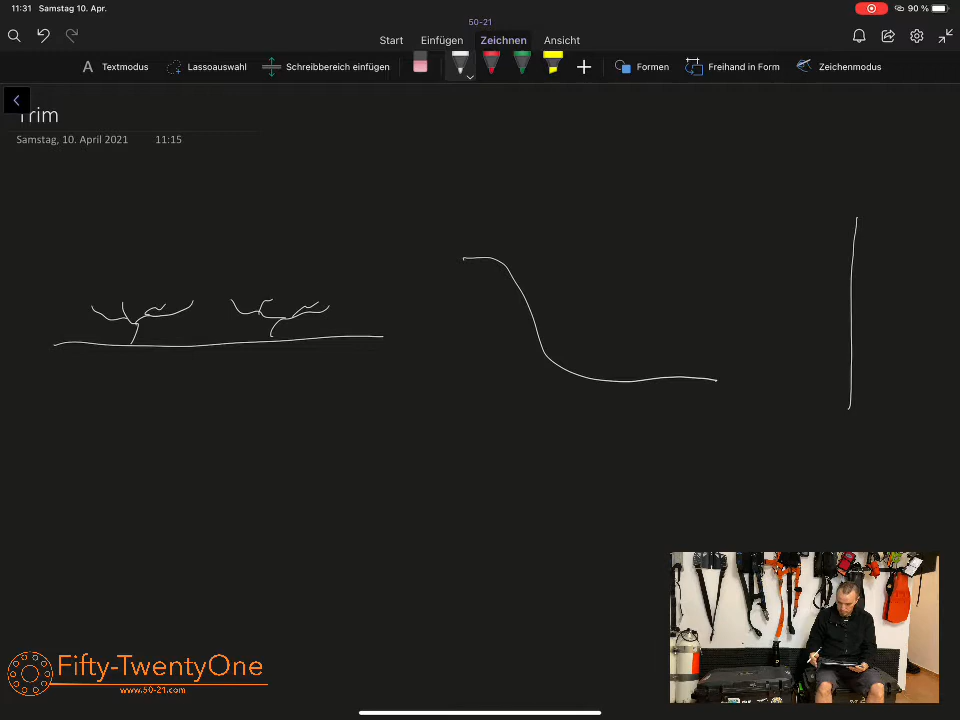 11:31 Samstag 10. Apr. 90 %
50-21
Start Einfügen Zeichnen Ansicht
A Textmodus Lassoauswahl Schreibbereich einfügen Formen Freihand in Form Zeichenmodus
Trim
Samstag, 10. April 2021 11:15
Fifty-TwentyOne
www.50-21.com